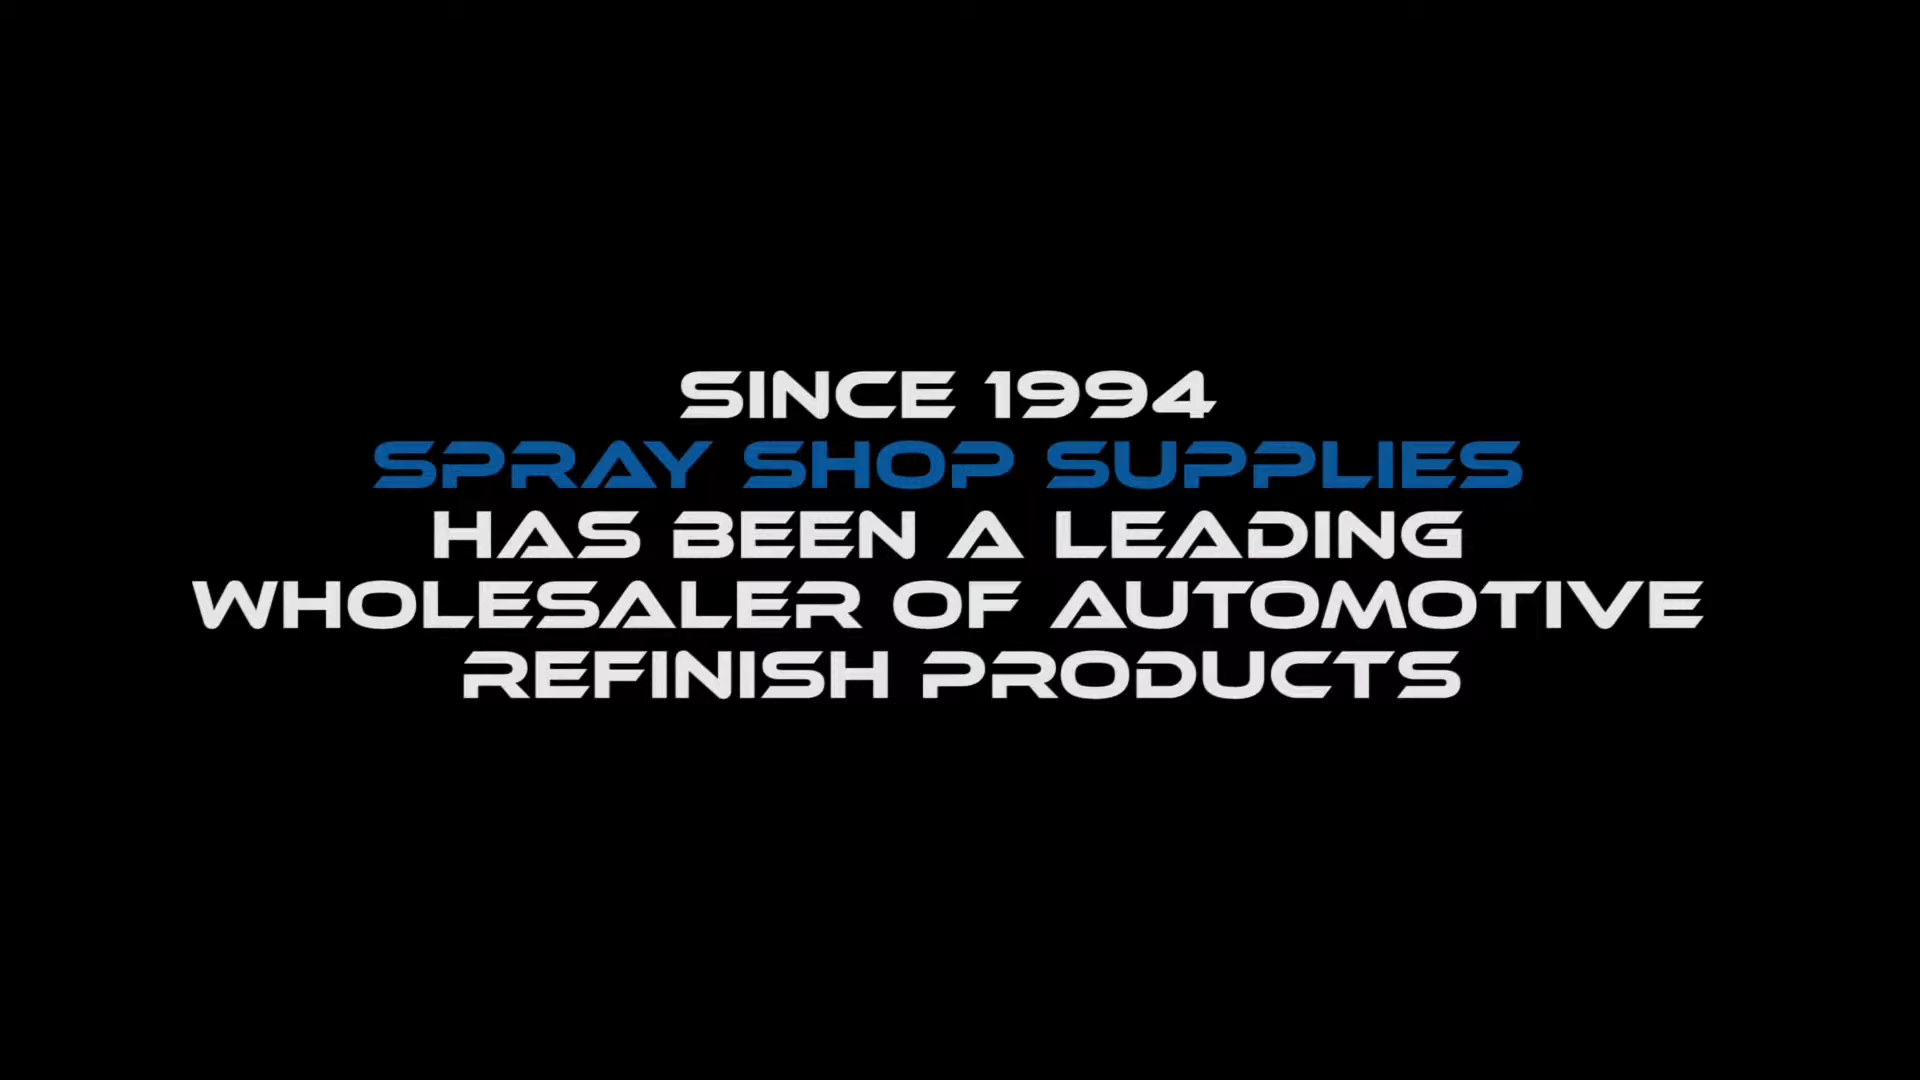 SINCE 1994
SPRAY SHOP SUPPLIES
HAS BEEN A LEADING
WHOLESALER OF AUTOMOTIVE
REFINISH PRODUCTS